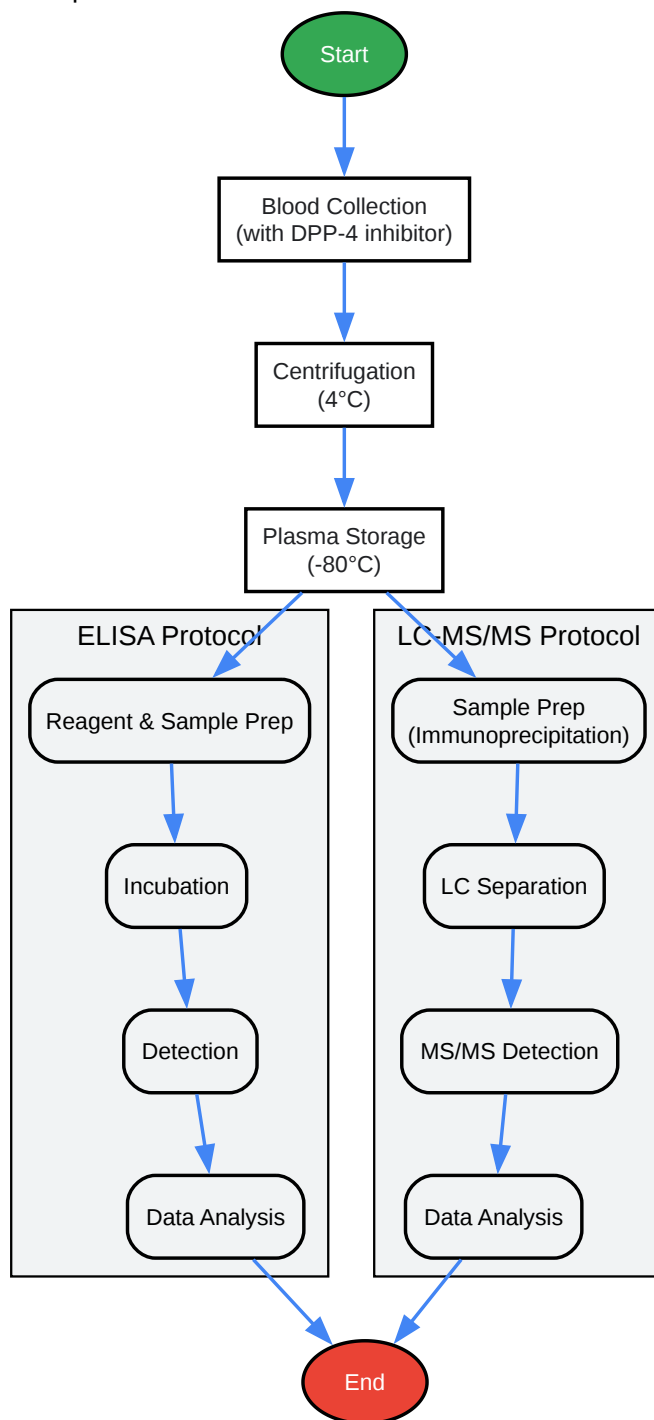 Start
Blood Collection
(with DPP-4 inhibitor)
Centrifugation
(4°C)
Plasma Storage
(-80°C)
ELISA Protocol
Reagent & Sample Prep
Incubation
Detection
Data Analysis
LC-MS/MS Protocol
Sample Prep
(Immunoprecipitation)
LC Separation
MS/MS Detection
Data Analysis
End